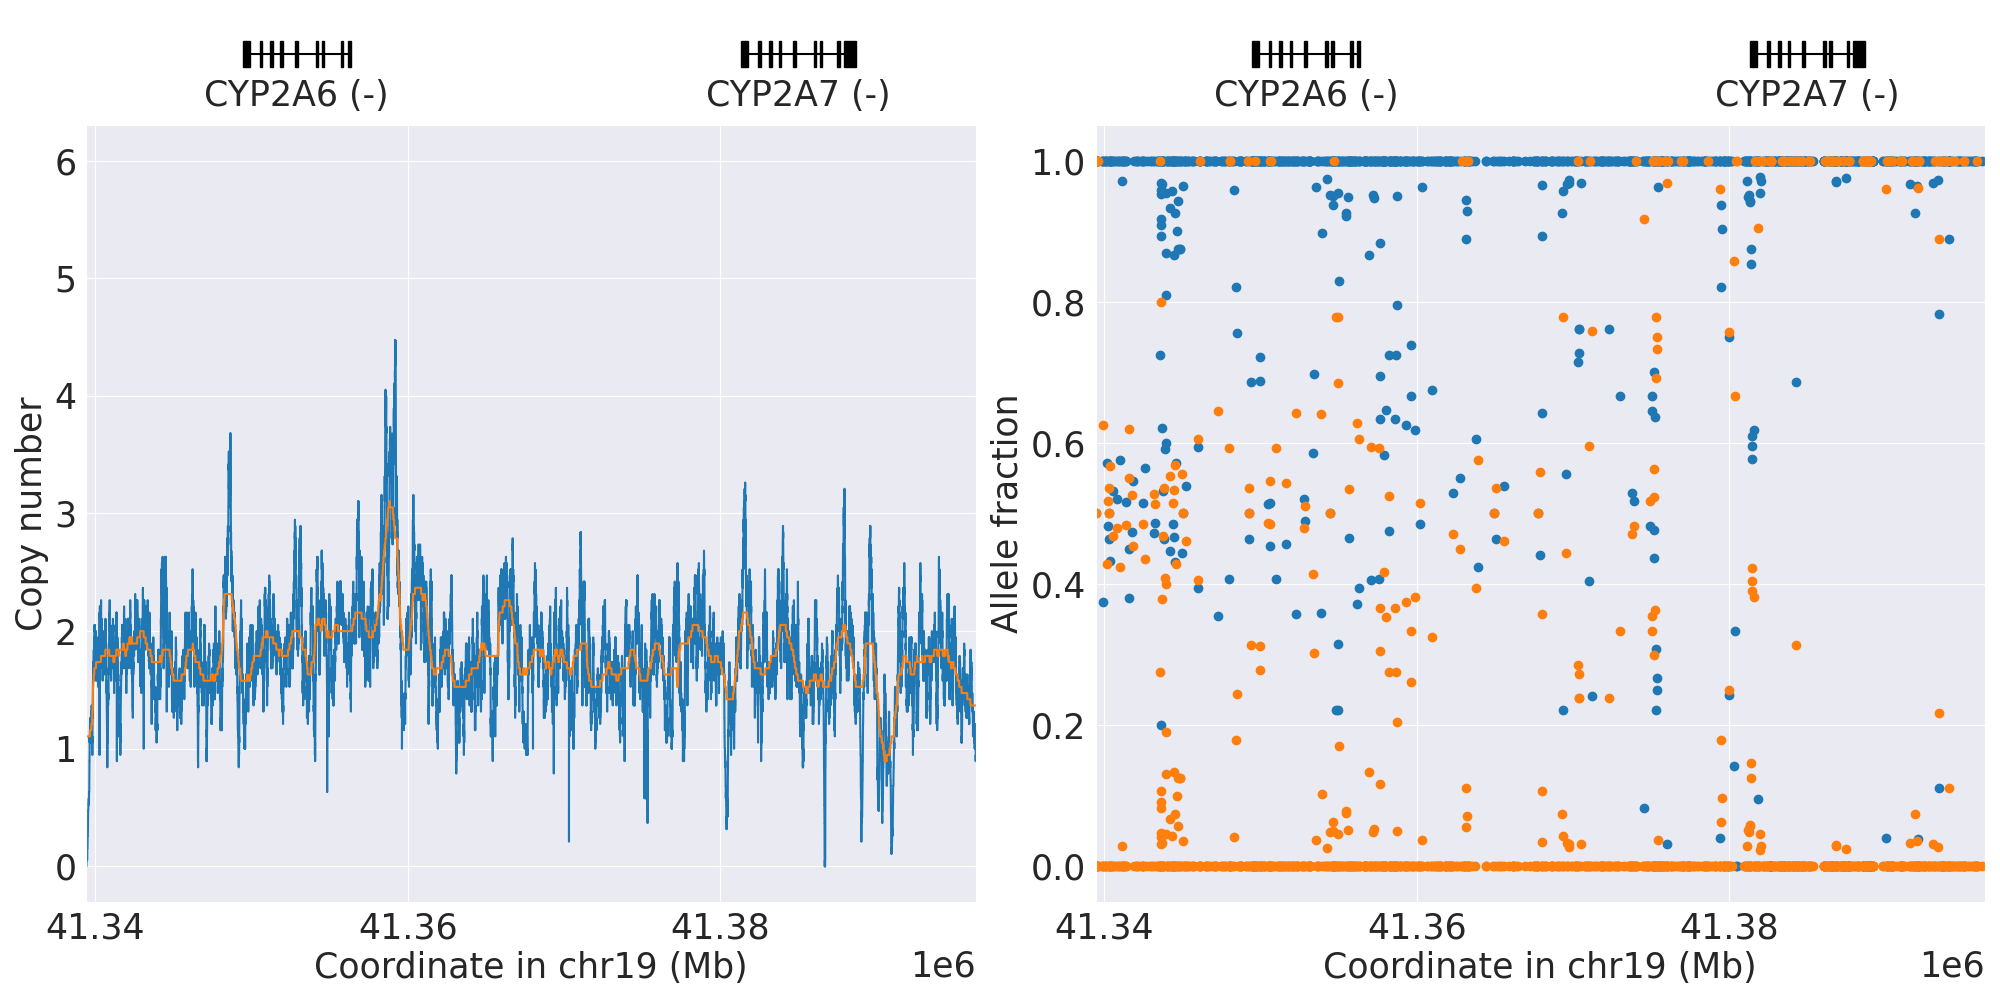 CYP2A6 (-)
CYP2A7 (-)
Copy number
6
5
4
3
2
1
0
41.34
41.36
41.38
Coordinate in chr19 (Mb)
1e6
CYP2A6 (-)
CYP2A7 (-)
Allele fraction
1.0
0.8
0.6
0.4
0.2
0.0
41.34
41.36
41.38
Coordinate in chr19 (Mb)
1e6